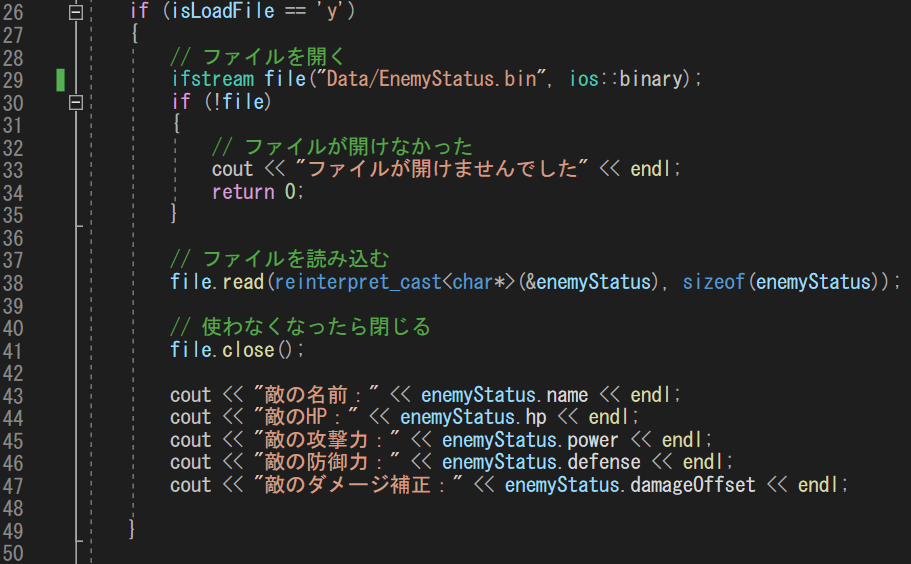 26 if (isLoadFile == 'y')
27 {
28 // ファイルを開く
29 ifstream file("Data/EnemyStatus.bin", ios::binary);
30 if (!file)
31 {
32 // ファイルが開けなかった
33 cout << "ファイルが開けませんでした" << endl;
34 return 0;
35 }
36
37 // ファイルを読み込む
38 file.read(reinterpret_cast<char*>(&enemyStatus), sizeof(enemyStatus));
39
40 // 使わなくなったら閉じる
41 file.close();
42
43 cout << "敵の名前：" << enemyStatus.name << endl;
44 cout << "敵のHP：" << enemyStatus.hp << endl;
45 cout << "敵の攻撃力：" << enemyStatus.power << endl;
46 cout << "敵の防御力：" << enemyStatus.defense << endl;
47 cout << "敵のダメージ補正：" << enemyStatus.damageOffset << endl;
48
49 }
50